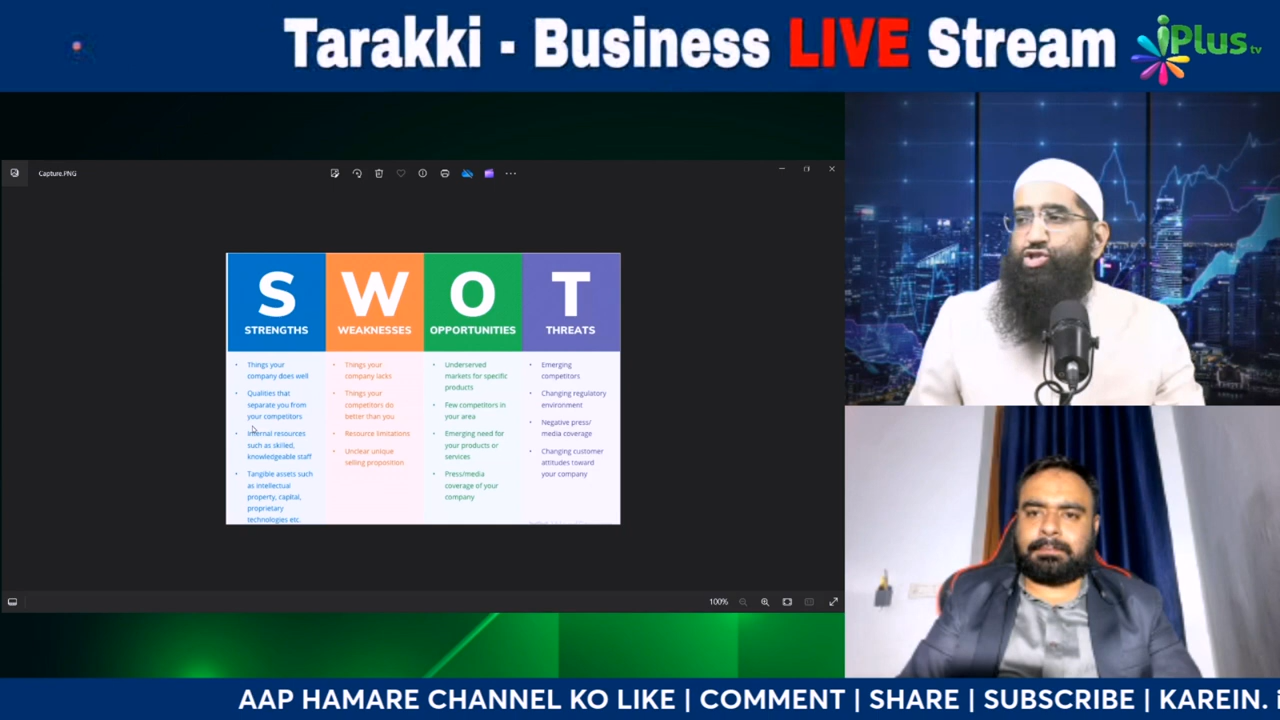 Tarakki - Business LIVE Stream
iPlus tv
Capture.PNG
S
STRENGTHS
Things your
company does well
Qualities that
separate you from
your competitors
Internal resources
such as skilled,
knowledgeable staff
Tangible assets such
as intellectual
property, capital,
proprietary
technologies etc.
W
WEAKNESSES
Things your
company lacks
Things your
competitors do
better than you
Resource limitations
Unclear unique
selling proposition
O
OPPORTUNITIES
Underserved
markets for specific
products
Few competitors in
your area
Emerging need for
your products or
services
Press/media
coverage of your
company
T
THREATS
Emerging
competitors
Changing regulatory
environment
Negative press/
media coverage
Changing customer
attitudes toward
your company
100%
AAP HAMARE CHANNEL KO LIKE | COMMENT | SHARE | SUBSCRIBE | KAREIN. i